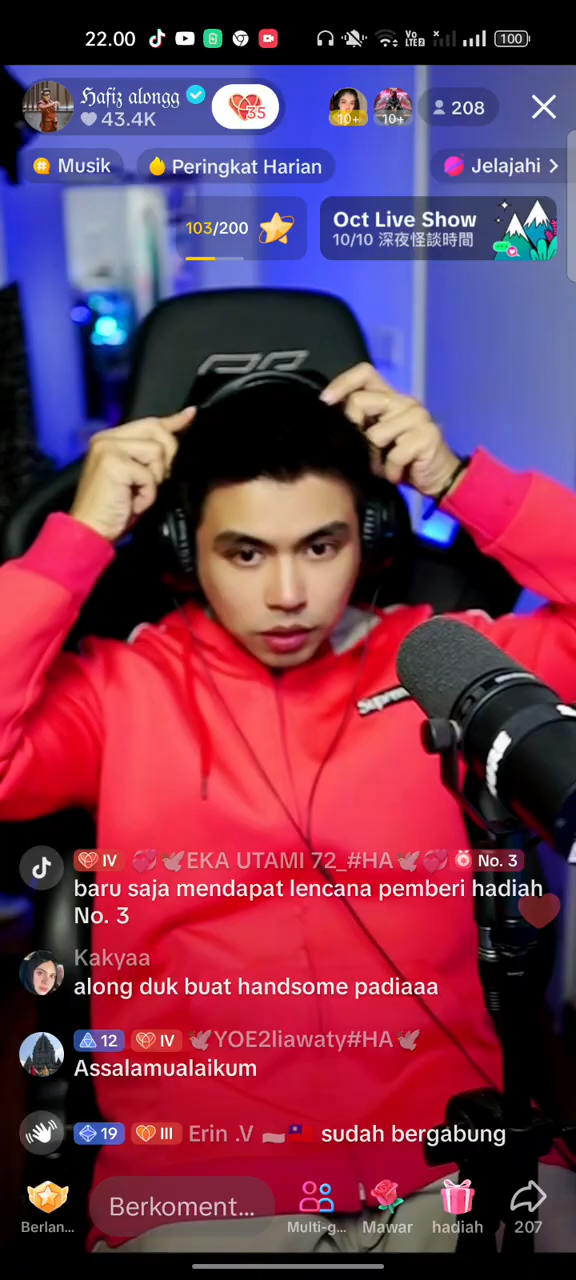 22.00
Vo
LTE2
100
ℌ𝔞𝔣𝔦𝔷 𝔞𝔩𝔬𝔫𝔤𝔤
43.4K
35
10+
10+
208
Musik
Peringkat Harian
Jelajahi
103/200
Oct Live Show
10/10 深夜怪談時間
IV 💞🕊️EKA UTAMI 72_#HA🕊️💞 No. 3
baru saja mendapat lencana pemberi hadiah
No. 3
Kakyaa
along duk buat handsome padiaaa
12 IV 🕊️YOE2liawaty#HA🕊️
Assalamualaikum
19 III Erin .V 🇮🇩🇹🇼 sudah bergabung
Berkoment...
Berlan...
Multi-g...
Mawar
hadiah
207